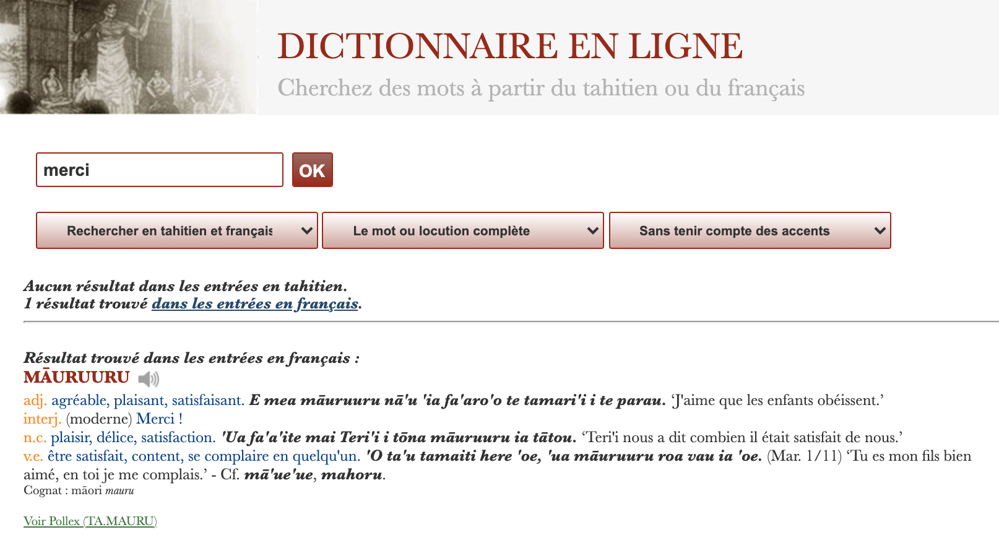 DICTIONNAIRE EN LIGNE
Cherchez des mots à partir du tahitien ou du français
merci
OK
Rechercher en tahitien et français
Le mot ou locution complète
Sans tenir compte des accents
Aucun résultat dans les entrées en tahitien.
1 résultat trouvé dans les entrées en français.
Résultat trouvé dans les entrées en français :
MĀURUURU
adj. agréable, plaisant, satisfaisant. E mea māuruuru nā'u 'ia fa'aro'o te tamari'i i te parau. ‘J'aime que les enfants obéissent.’
interj. (moderne) Merci !
n.c. plaisir, délice, satisfaction. 'Ua fa'a'ite mai Teri'i i tōna māuruuru ia tātou. ‘Teri'i nous a dit combien il était satisfait de nous.’
v.e. être satisfait, content, se complaire en quelqu'un. 'O ta'u tamaiti here 'oe, 'ua māuruuru roa vau ia 'oe. (Mar. 1/11) ‘Tu es mon fils bien
aimé, en toi je me complais.’ - Cf. mā'ue'ue, mahoru.
Cognat : māori mauru
Voir Pollex (TA.MAURU)